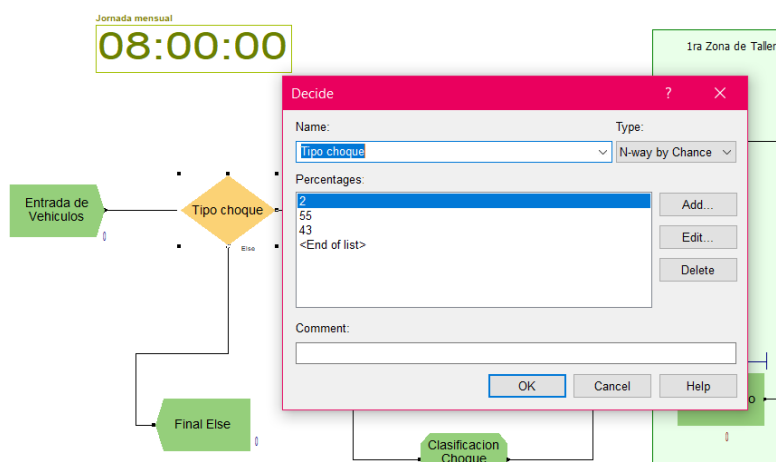 Jornada mensual
08:00:00
1ra Zona de Taller
Decide
?
Name:
Type:
Tipo choque
N-way by Chance
Percentages:
2
55
43
<End of list>
Add...
Edit...
Delete
Comment:
OK
Cancel
Help
Entrada de
Vehiculos
0
Tipo choque
Else
Final Else
0
Clasificacion
Choque
o
0